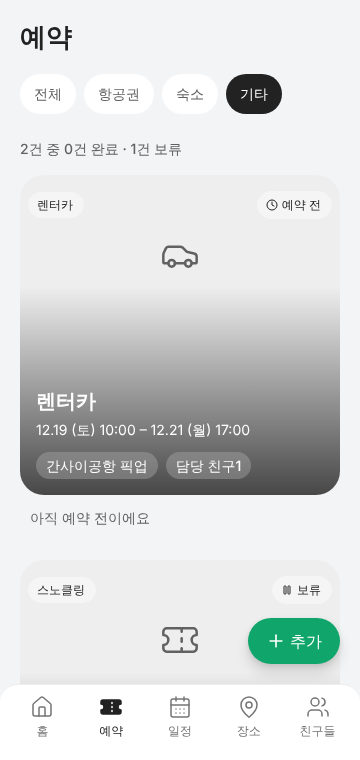 예약
전체 항공권 숙소 기타
2건 중 0건 완료 · 1건 보류
렌터카 예약 전
렌터카
12.19 (토) 10:00 – 12.21 (월) 17:00
간사이공항 픽업 담당 친구1
아직 예약 전이에요
스노클링 보류
+ 추가
홈 예약 일정 장소 친구들